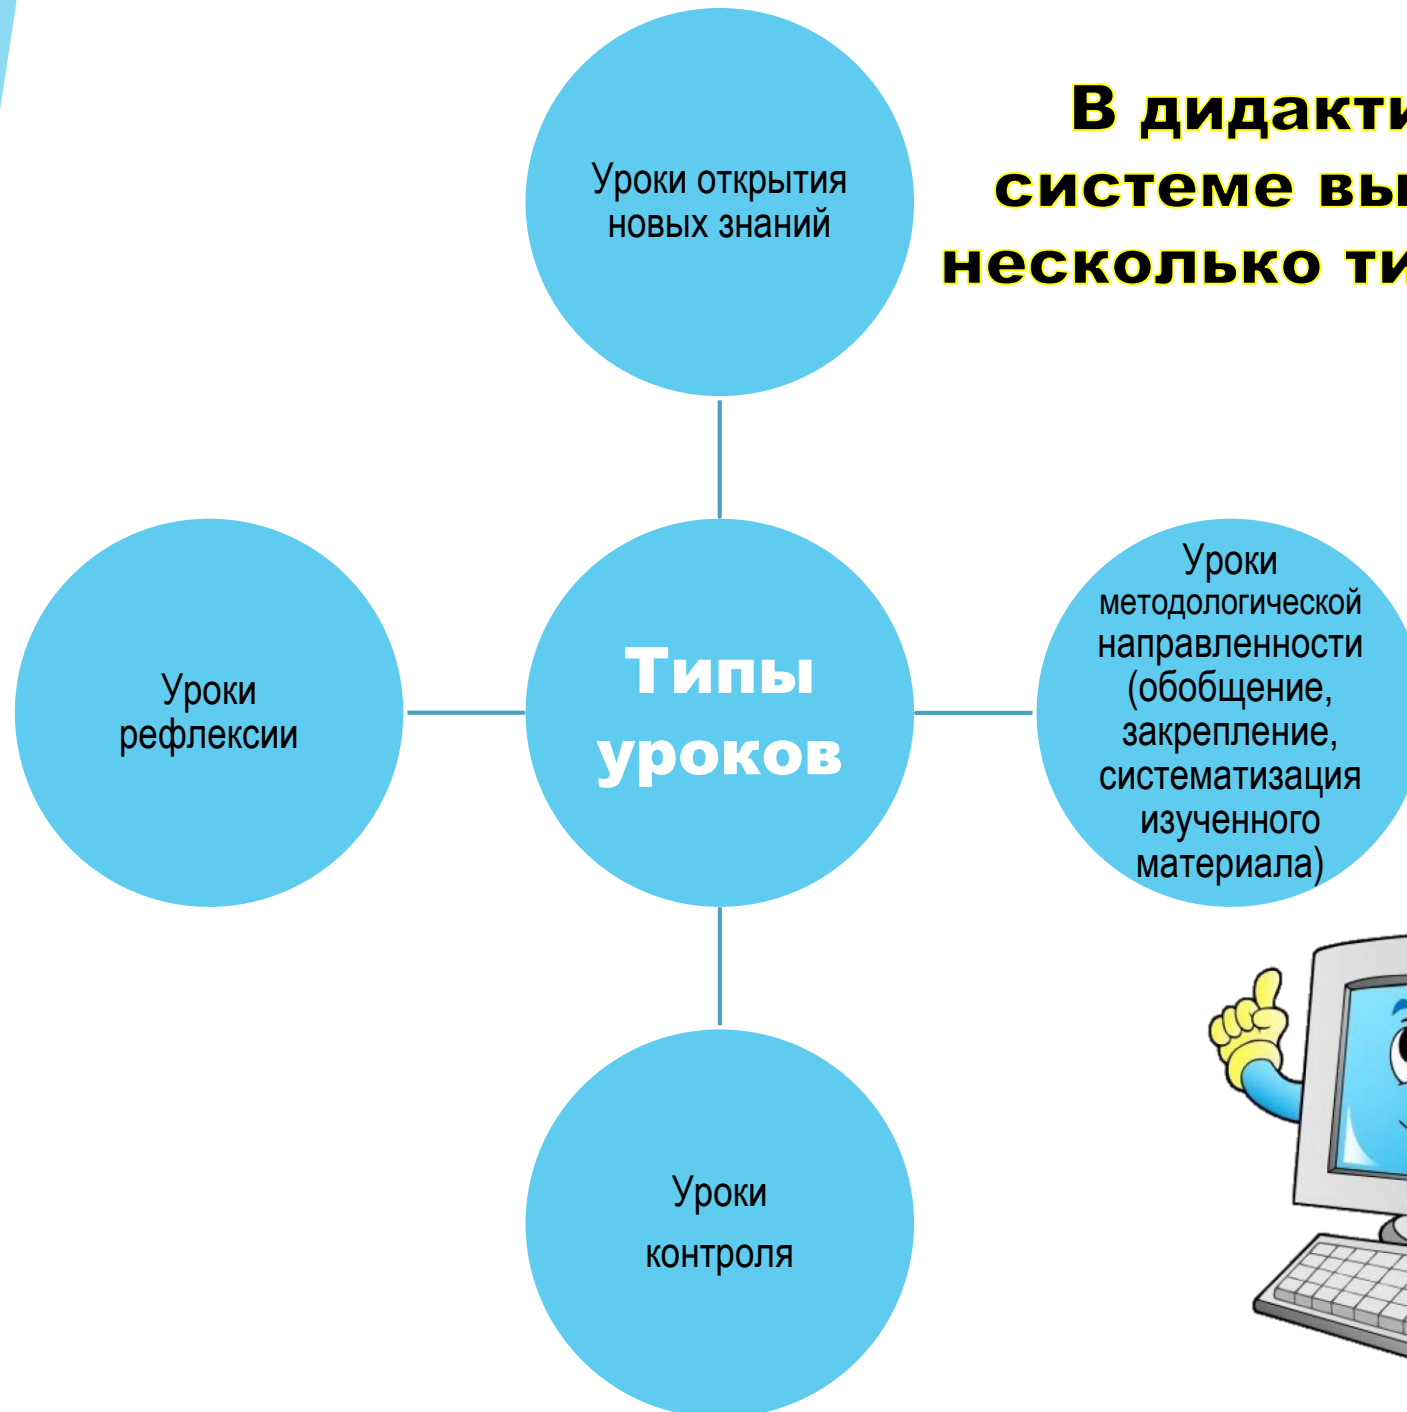 В дидакти
системе вы
несколько ти
Уроки открытия
новых знаний
Уроки
рефлексии
Типы
уроков
Уроки
методологической
направленности
(обобщение,
закрепление,
систематизация
изученного
материала)
Уроки
контроля